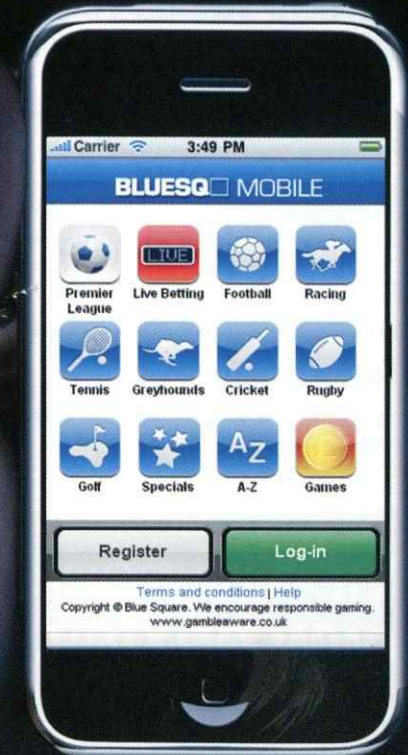 Carrier 3:49 PM
BLUESQ□ MOBILE
Premier
League
Live Betting
LIVE
Football
Racing
Tennis
Greyhounds
Cricket
Rugby
Golf
Specials
A-Z
AZ
Games
£
Register
Log-in
Terms and conditions | Help
Copyright © Blue Square. We encourage responsible gaming.
www.gambleaware.co.uk